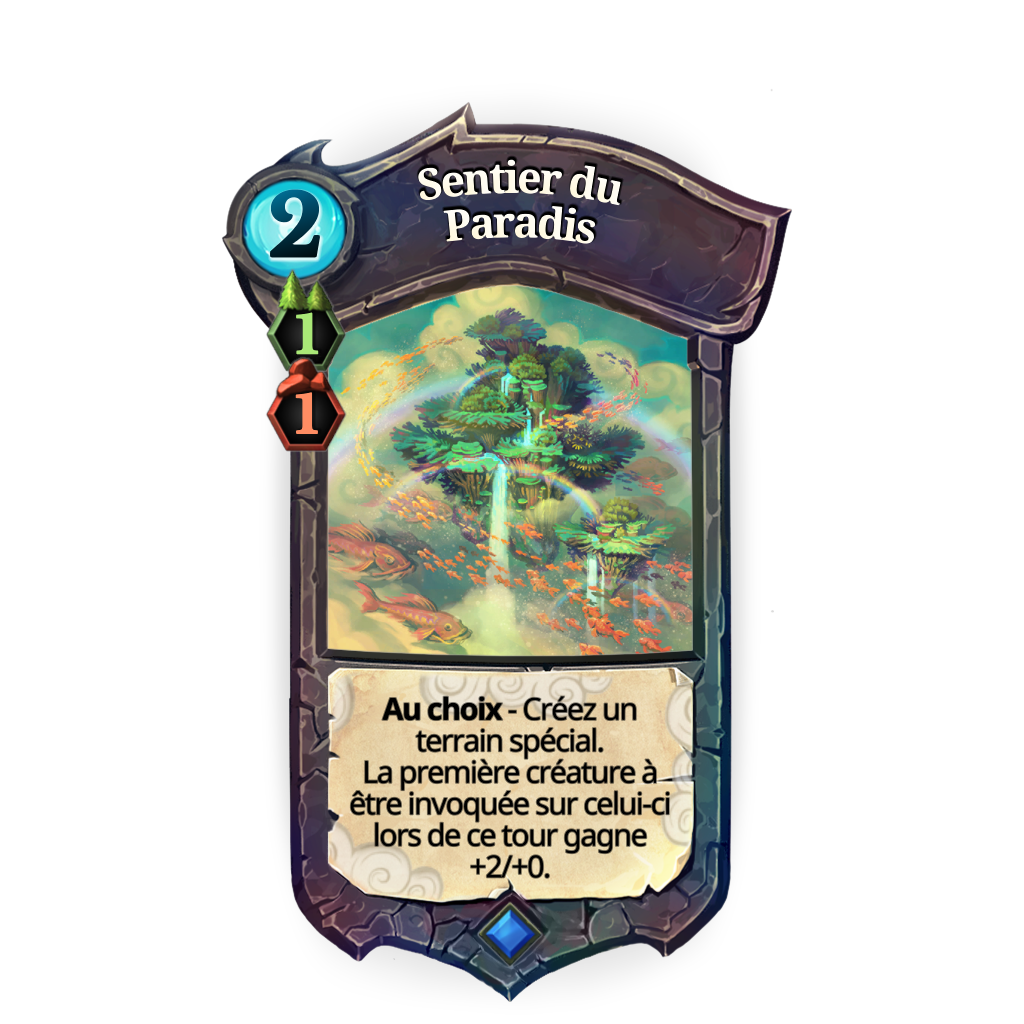 Sentier du
Paradis
2
1
1
Au choix - Créez un
terrain spécial.
La première créature à
être invoquée sur celui-ci
lors de ce tour gagne
+2/+0.